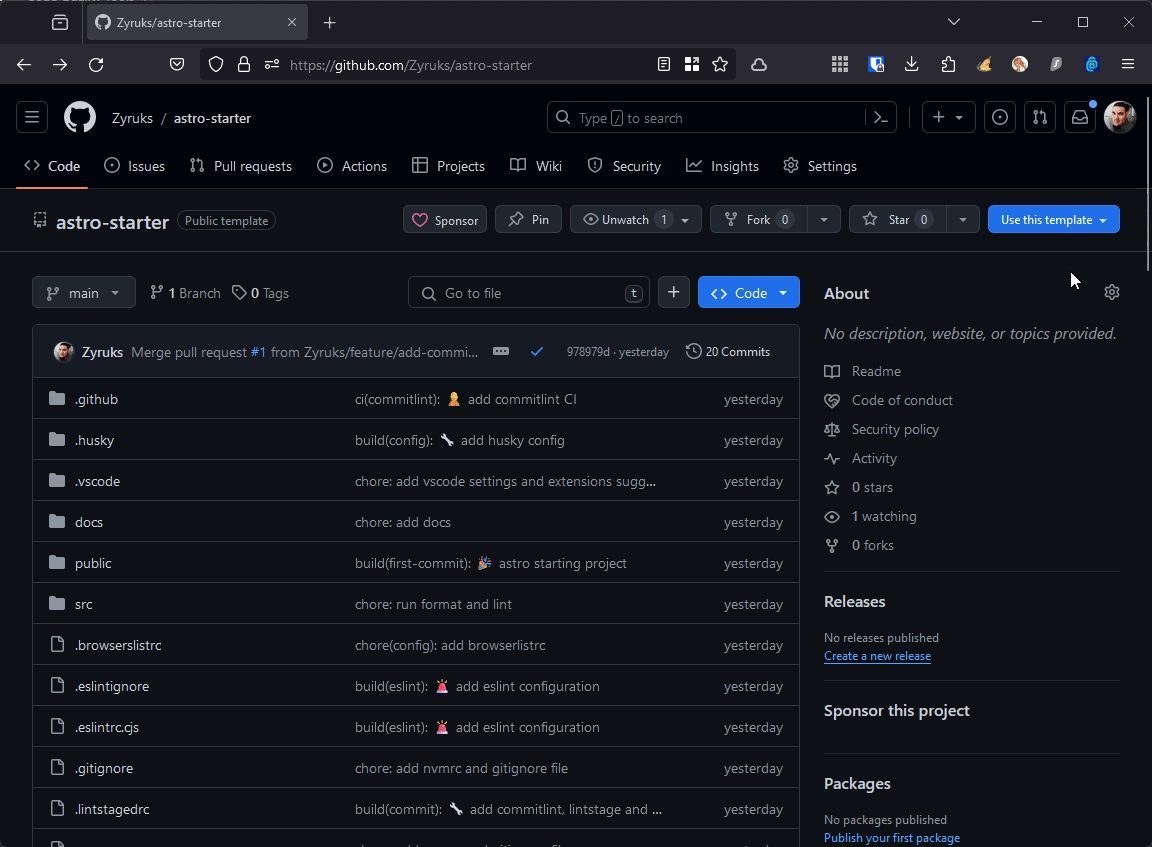 Zyruks/astro-starter
https://github.com/Zyruks/astro-starter
Zyruks / astro-starter
Type / to search
Code Issues Pull requests Actions Projects Wiki Security Insights Settings
astro-starter Public template
Sponsor Pin Unwatch 1 Fork 0 Star 0 Use this template
main 1 Branch 0 Tags Go to file t Code
Zyruks Merge pull request #1 from Zyruks/feature/add-commi... 978979d · yesterday 20 Commits
.github ci(commitlint): add commitlint CI yesterday
.husky build(config): add husky config yesterday
.vscode chore: add vscode settings and extensions sugg... yesterday
docs chore: add docs yesterday
public build(first-commit): 🎉 astro starting project yesterday
src chore: run format and lint yesterday
.browserslistrc chore(config): add browserlistrc yesterday
.eslintignore build(eslint): 🚨 add eslint configuration yesterday
.eslintrc.cjs build(eslint): 🚨 add eslint configuration yesterday
.gitignore chore: add nvmrc and gitignore file yesterday
.lintstagedrc build(commit): 🔧 add commitlint, lintstage and ... yesterday
About
No description, website, or topics provided.
Readme
Code of conduct
Security policy
Activity
0 stars
1 watching
0 forks
Releases
No releases published
Create a new release
Sponsor this project
Packages
No packages published
Publish your first package